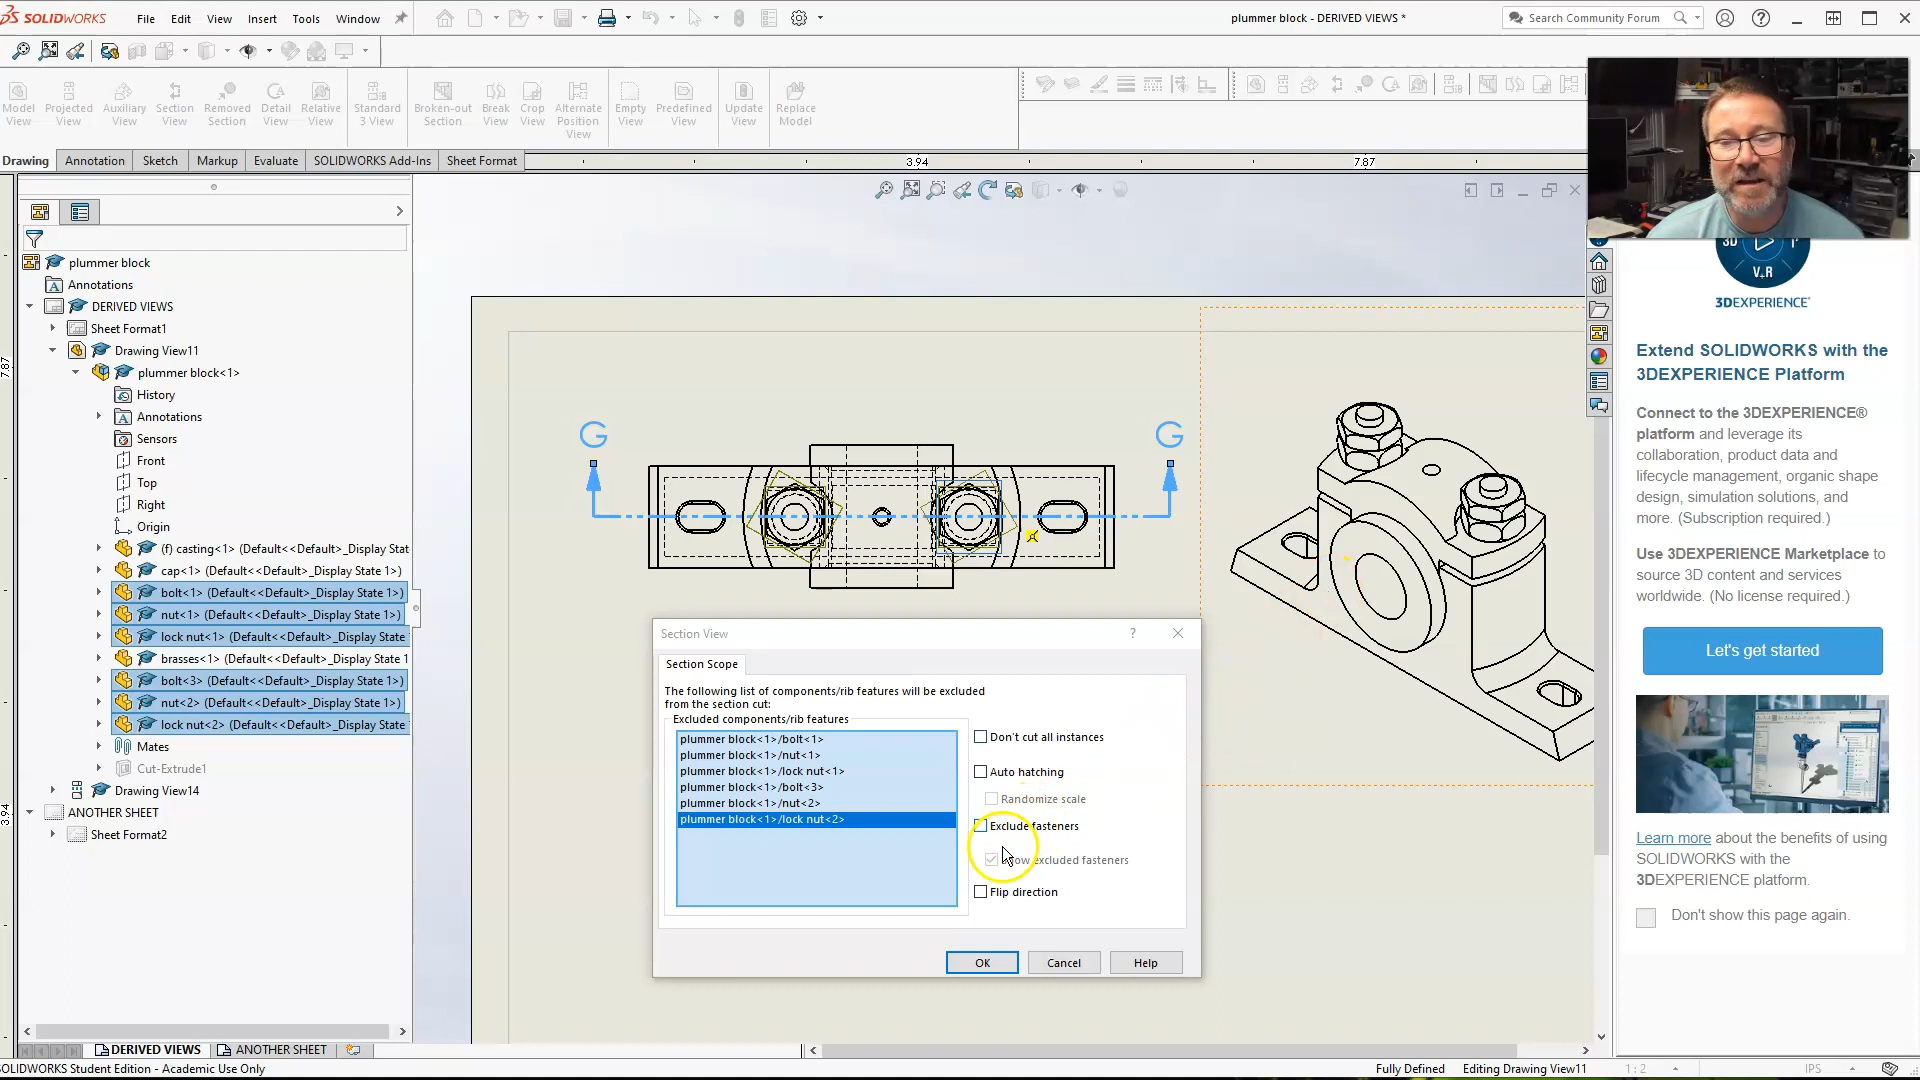 SOLIDWORKS
File Edit View Insert Tools Window
plummer block - DERIVED VIEWS *
Search Community Forum
Model View
Projected View
Auxiliary View
Section View
Removed Section
Detail View
Relative View
Standard 3 View
Broken-out Section
Break View
Crop View
Alternate Position View
Empty View
Predefined View
Update View
Replace Model
Drawing Annotation Sketch Markup Evaluate SOLIDWORKS Add-Ins Sheet Format
3.94 7.87
7.87
3.94
plummer block
Annotations
DERIVED VIEWS
Sheet Format1
Drawing View11
plummer block<1>
History
Annotations
Sensors
Front
Top
Right
Origin
(f) casting<1> (Default<<Default>_Display Stat
cap<1> (Default<<Default>_Display State 1>)
bolt<1> (Default<<Default>_Display State 1>)
nut<1> (Default<<Default>_Display State 1>)
lock nut<1> (Default<<Default>_Display State
brasses<1> (Default<<Default>_Display State 1
bolt<3> (Default<<Default>_Display State 1>)
nut<2> (Default<<Default>_Display State 1>)
lock nut<2> (Default<<Default>_Display State
Mates
Cut-Extrude1
Drawing View14
ANOTHER SHEET
Sheet Format2
G G
Section View
Section Scope
The following list of components/rib features will be excluded
from the section cut:
Excluded components/rib features
plummer block<1>/bolt<1>
plummer block<1>/nut<1>
plummer block<1>/lock nut<1>
plummer block<1>/bolt<3>
plummer block<1>/nut<2>
plummer block<1>/lock nut<2>
Don't cut all instances
Auto hatching
Randomize scale
Exclude fasteners
excluded fasteners
Flip direction
OK Cancel Help
3D
V+R
3DEXPERIENCE
Extend SOLIDWORKS with the
3DEXPERIENCE Platform
Connect to the 3DEXPERIENCE®
platform and leverage its
collaboration, product data and
lifecycle management, organic shape
design, simulation solutions, and
more. (Subscription required.)
Use 3DEXPERIENCE Marketplace to
source 3D content and services
worldwide. (No license required.)
Let's get started
Learn more about the benefits of using
SOLIDWORKS with the
3DEXPERIENCE platform.
Don't show this page again.
DERIVED VIEWS ANOTHER SHEET
SOLIDWORKS Student Edition - Academic Use Only
Fully Defined Editing Drawing View11 1 : 2 IPS